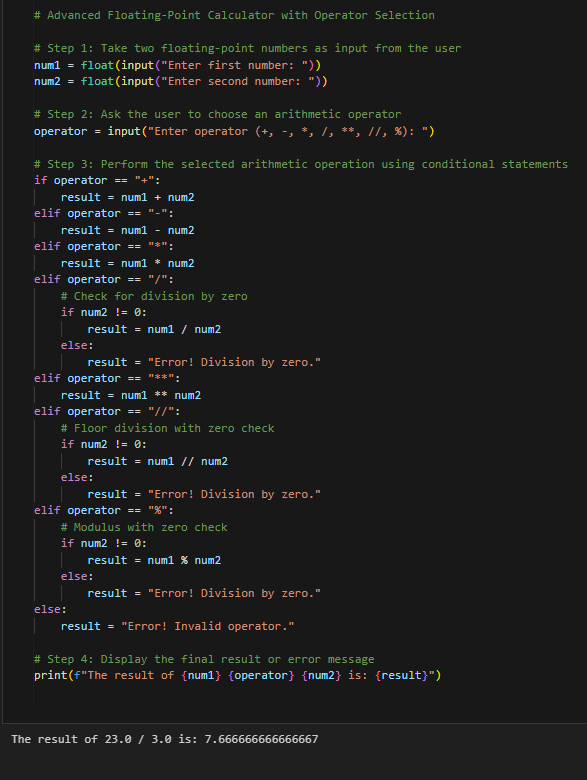 # Advanced Floating-Point Calculator with Operator Selection
# Step 1: Take two floating-point numbers as input from the user
num1 = float(input("Enter first number: "))
num2 = float(input("Enter second number: "))
# Step 2: Ask the user to choose an arithmetic operator
operator = input("Enter operator (+, -, *, /, **, //, %): ")
# Step 3: Perform the selected arithmetic operation using conditional statements
if operator == "+":
    result = num1 + num2
elif operator == "-":
    result = num1 - num2
elif operator == "*":
    result = num1 * num2
elif operator == "/":
    # Check for division by zero
    if num2 != 0:
        result = num1 / num2
    else:
        result = "Error! Division by zero."
elif operator == "**":
    result = num1 ** num2
elif operator == "//":
    # Floor division with zero check
    if num2 != 0:
        result = num1 // num2
    else:
        result = "Error! Division by zero."
elif operator == "%":
    # Modulus with zero check
    if num2 != 0:
        result = num1 % num2
    else:
        result = "Error! Division by zero."
else:
    result = "Error! Invalid operator."
# Step 4: Display the final result or error message
print(f"The result of {num1} {operator} {num2} is: {result}")
The result of 23.0 / 3.0 is: 7.666666666666667